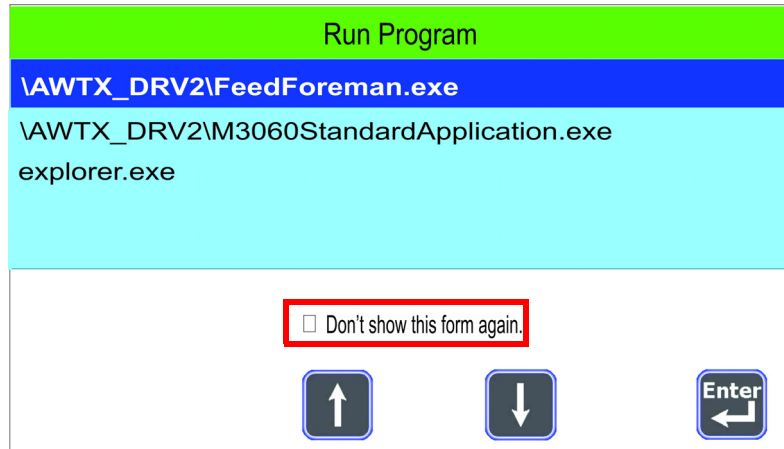 Run Program
\AWTX_DRV2\FeedForeman.exe
\AWTX_DRV2\M3060StandardApplication.exe
explorer.exe
Don't show this form again.
Enter